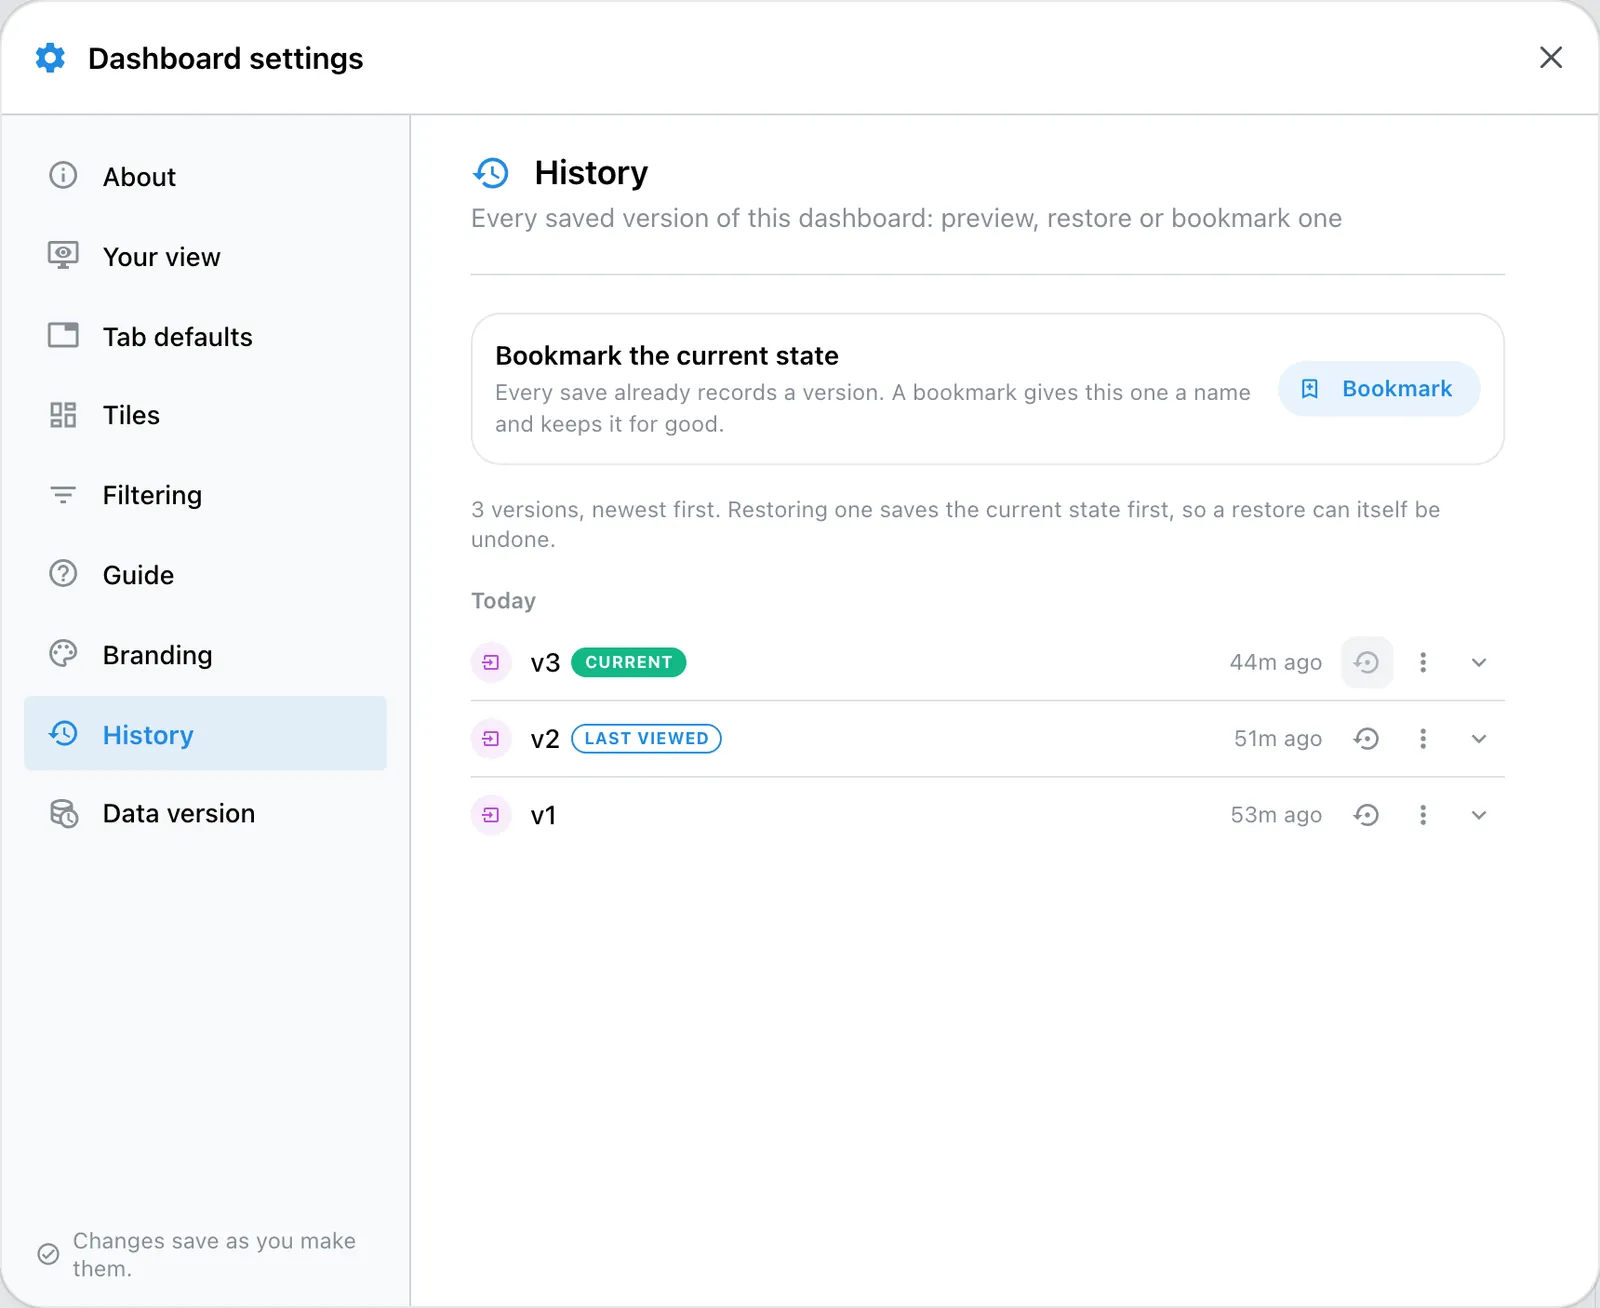 Dashboard settings
About
Your view
Tab defaults
Tiles
Filtering
Guide
Branding
History
Data version
Changes save as you make
them.
History
Every saved version of this dashboard: preview, restore or bookmark one
Bookmark the current state
Every save already records a version. A bookmark gives this one a name
and keeps it for good.
Bookmark
3 versions, newest first. Restoring one saves the current state first, so a restore can itself be
undone.
Today
v3 CURRENT 44m ago
v2 LAST VIEWED 51m ago
v1 53m ago